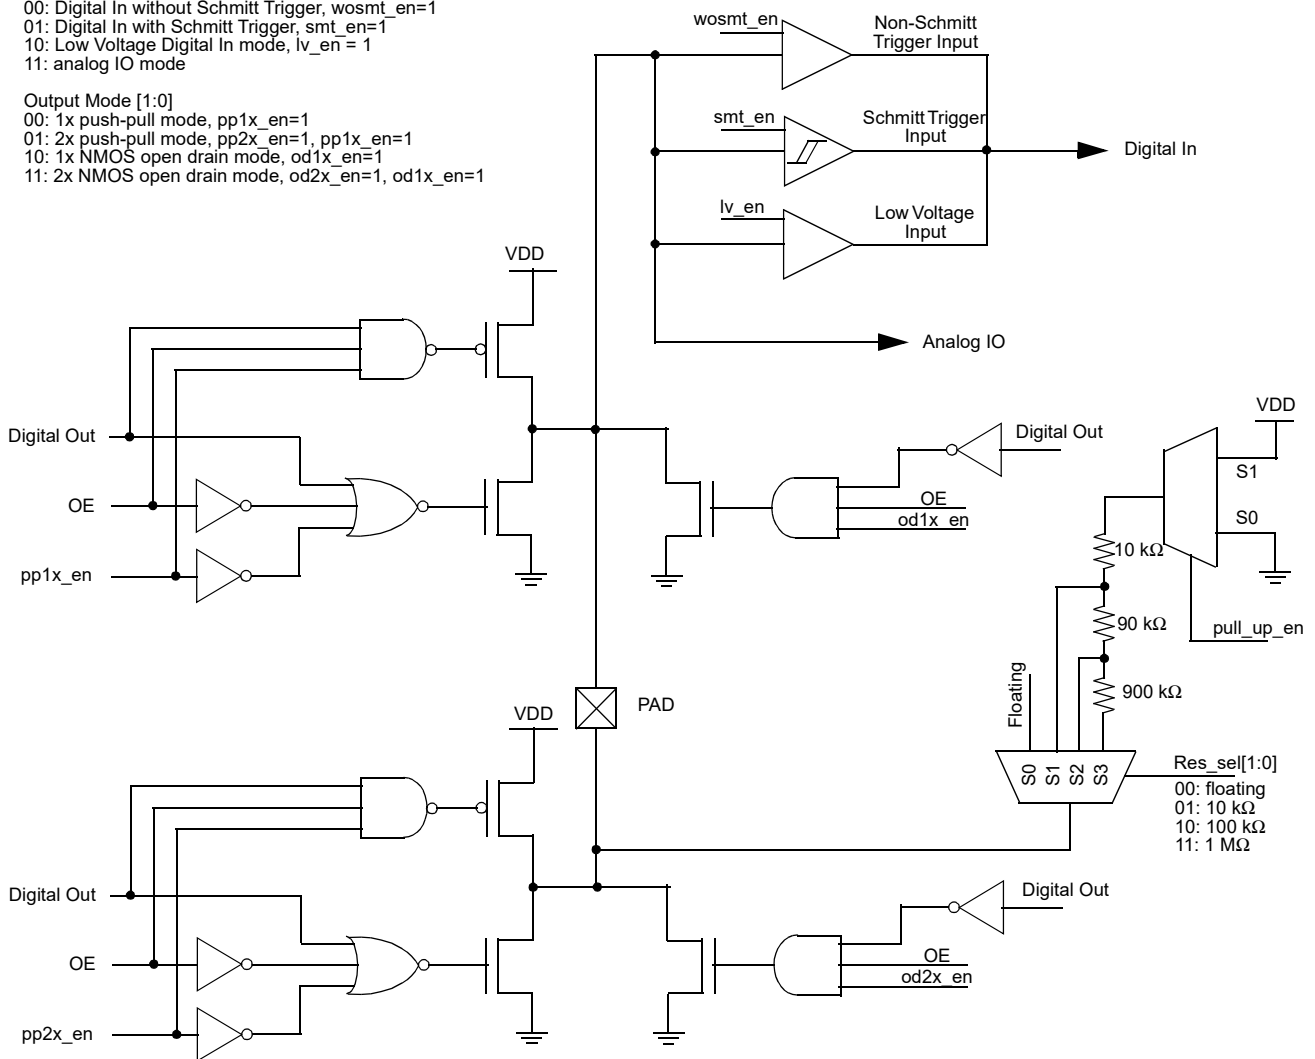 00: Digital In without Schmitt Trigger, wosmt_en=1
01: Digital In with Schmitt Trigger, smt_en=1
10: Low Voltage Digital In mode, lv_en = 1
11: analog IO mode
Output Mode [1:0]
00: 1x push-pull mode, pp1x_en=1
01: 2x push-pull mode, pp2x_en=1, pp1x_en=1
10: 1x NMOS open drain mode, od1x_en=1
11: 2x NMOS open drain mode, od2x_en=1, od1x_en=1
wosmt_en
Non-Schmitt
Trigger Input
smt_en
Schmitt Trigger
Input
Digital In
lv_en
Low Voltage
Input
Analog IO
VDD
Digital Out
OE
pp1x_en
Digital Out
OE
od1x_en
VDD
S1
S0
pull_up_en
10 kΩ
90 kΩ
900 kΩ
Floating
S0
S1
S2
S3
Res_sel[1:0]
00: floating
01: 10 kΩ
10: 100 kΩ
11: 1 MΩ
PAD
VDD
Digital Out
OE
pp2x_en
Digital Out
OE
od2x_en